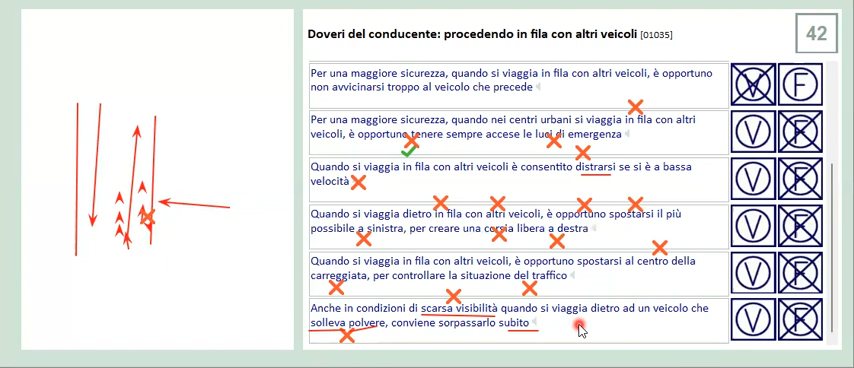 Doveri del conducente: procedendo in fila con altri veicoli [01035]
42
Per una maggiore sicurezza, quando si viaggia in fila con altri veicoli, è opportuno
non avvicinarsi troppo al veicolo che precede
V F
Per una maggiore sicurezza, quando nei centri urbani si viaggia in fila con altri
veicoli, è opportuno tenere sempre accese le luci di emergenza
V F
Quando si viaggia in fila con altri veicoli è consentito distrarsi se si è a bassa
velocità
V F
Quando si viaggia dietro in fila con altri veicoli, è opportuno spostarsi il più
possibile a sinistra, per creare una corsia libera a destra
V F
Quando si viaggia in fila con altri veicoli, è opportuno spostarsi al centro della
carreggiata, per controllare la situazione del traffico
V F
Anche in condizioni di scarsa visibilità quando si viaggia dietro ad un veicolo che
solleva polvere, conviene sorpassarlo subito
V F